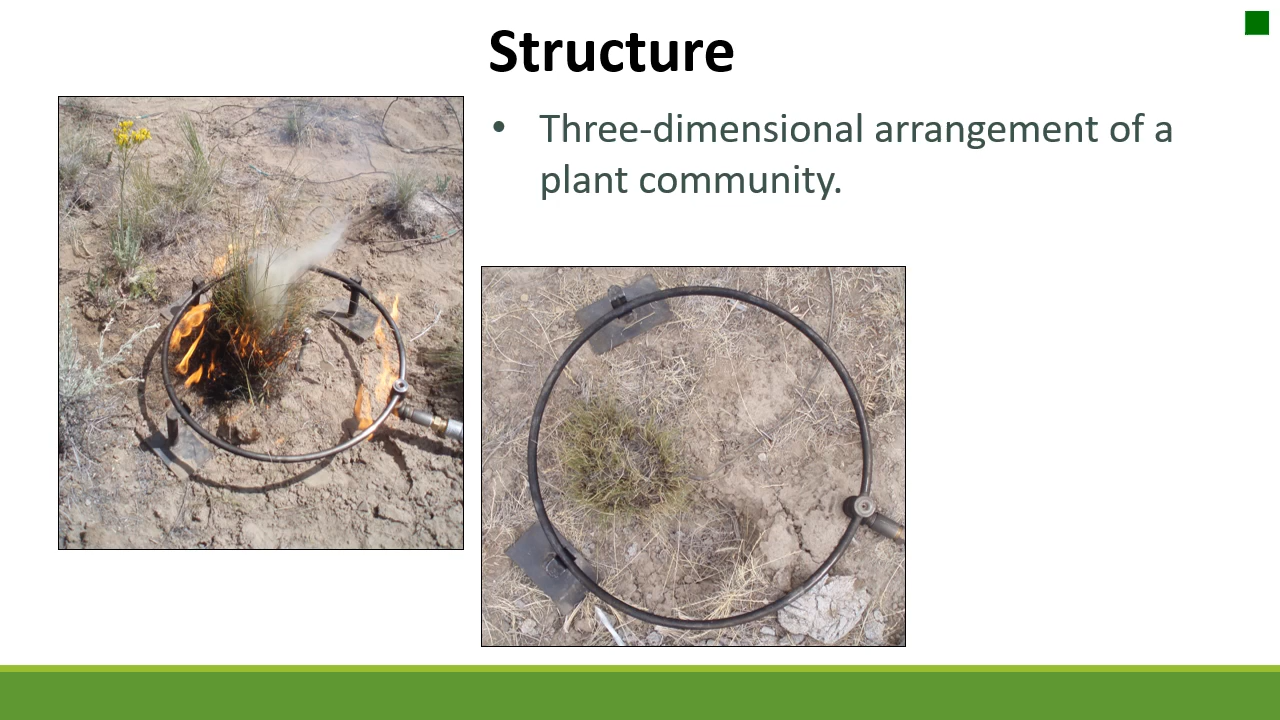 Structure
• Three-dimensional arrangement of a
plant community.